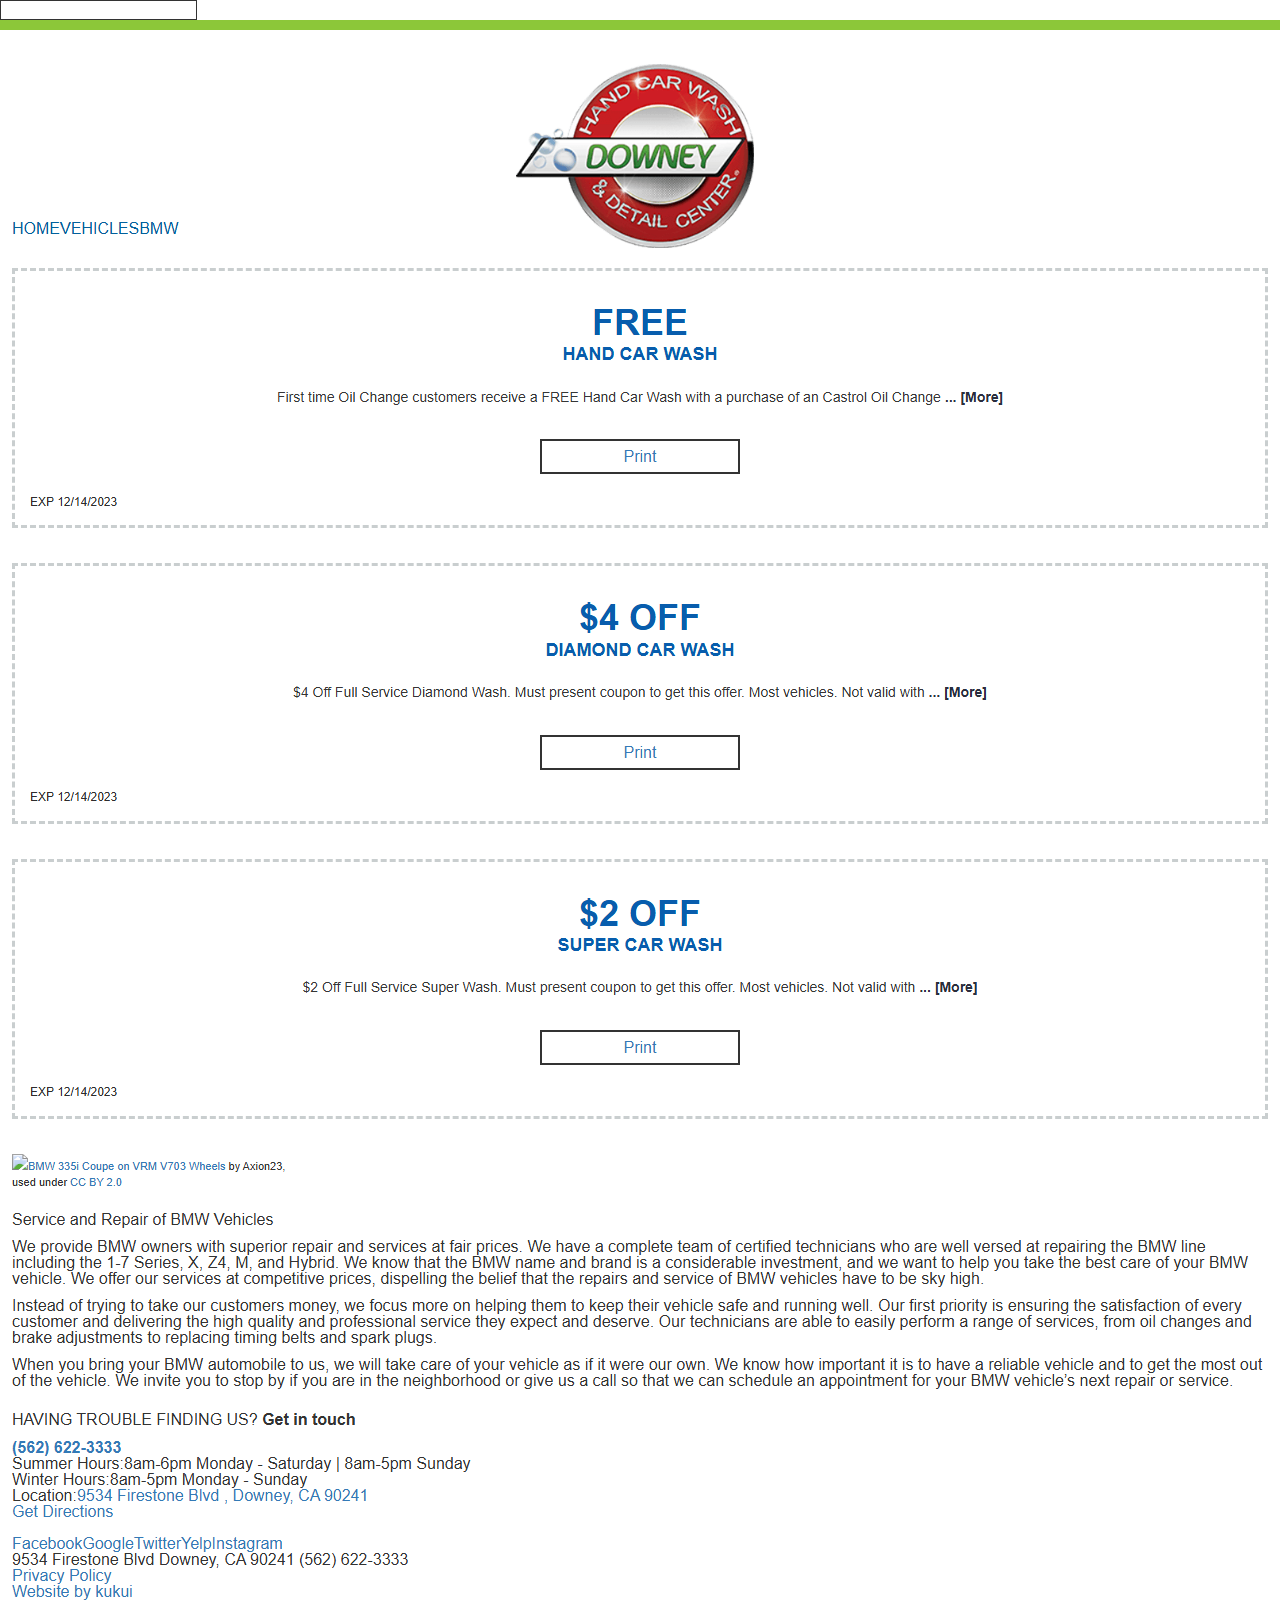 HAND CAR WASH
DOWNEY
& DETAIL CENTER®
HOMEVEHICLESBMW
FREE
HAND CAR WASH
First time Oil Change customers receive a FREE Hand Car Wash with a purchase of an Castrol Oil Change ... [More]
Print
EXP 12/14/2023
$4 OFF
DIAMOND CAR WASH
$4 Off Full Service Diamond Wash. Must present coupon to get this offer. Most vehicles. Not valid with ... [More]
Print
EXP 12/14/2023
$2 OFF
SUPER CAR WASH
$2 Off Full Service Super Wash. Must present coupon to get this offer. Most vehicles. Not valid with ... [More]
Print
EXP 12/14/2023
BMW 335i Coupe on VRM V703 Wheels by Axion23,
used under CC BY 2.0
Service and Repair of BMW Vehicles
We provide BMW owners with superior repair and services at fair prices. We have a complete team of certified technicians who are well versed at repairing the BMW line
including the 1-7 Series, X, Z4, M, and Hybrid. We know that the BMW name and brand is a considerable investment, and we want to help you take the best care of your BMW
vehicle. We offer our services at competitive prices, dispelling the belief that the repairs and service of BMW vehicles have to be sky high.
Instead of trying to take our customers money, we focus more on helping them to keep their vehicle safe and running well. Our first priority is ensuring the satisfaction of every
customer and delivering the high quality and professional service they expect and deserve. Our technicians are able to easily perform a range of services, from oil changes and
brake adjustments to replacing timing belts and spark plugs.
When you bring your BMW automobile to us, we will take care of your vehicle as if it were our own. We know how important it is to have a reliable vehicle and to get the most out
of the vehicle. We invite you to stop by if you are in the neighborhood or give us a call so that we can schedule an appointment for your BMW vehicle’s next repair or service.
HAVING TROUBLE FINDING US? Get in touch
(562) 622-3333
Summer Hours:8am-6pm Monday - Saturday | 8am-5pm Sunday
Winter Hours:8am-5pm Monday - Sunday
Location:9534 Firestone Blvd , Downey, CA 90241
Get Directions
FacebookGoogleTwitterYelpInstagram
9534 Firestone Blvd Downey, CA 90241 (562) 622-3333
Privacy Policy
Website by kukui